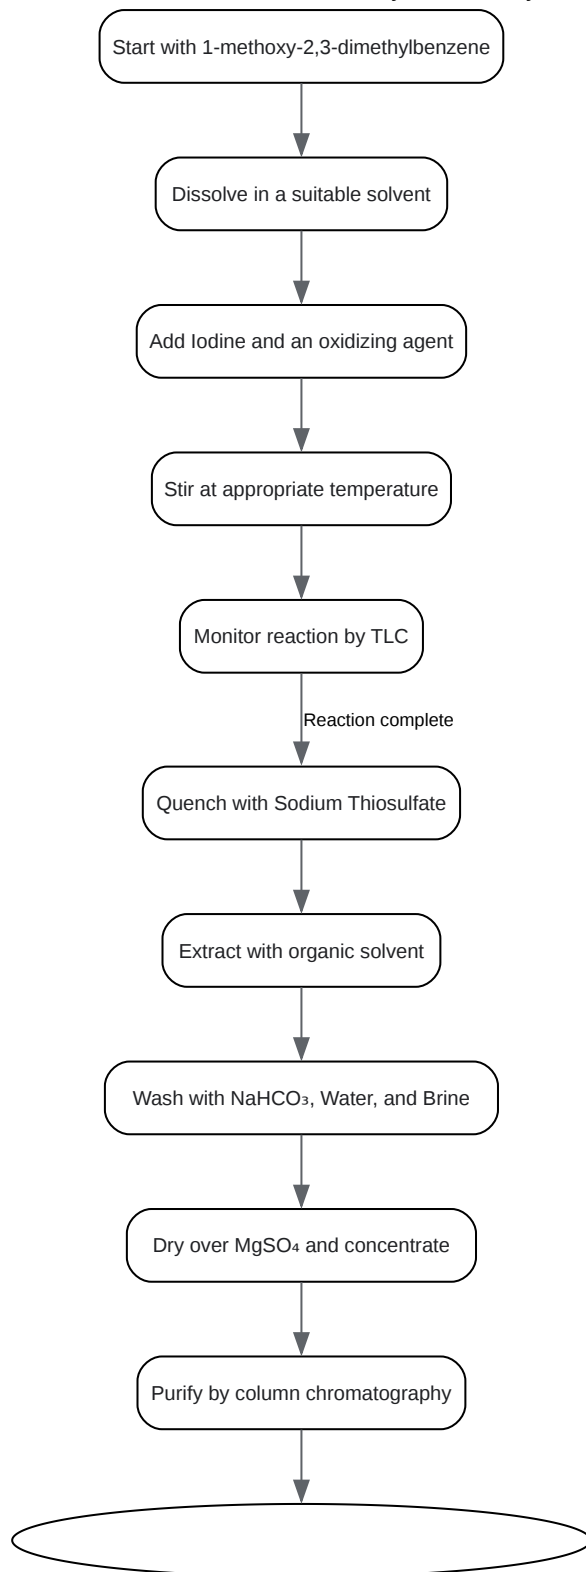 Start with 1-methoxy-2,3-dimethylbenzene
Dissolve in a suitable solvent
Add Iodine and an oxidizing agent
Stir at appropriate temperature
Monitor reaction by TLC
Reaction complete
Quench with Sodium Thiosulfate
Extract with organic solvent
Wash with NaHCO₃, Water, and Brine
Dry over MgSO₄ and concentrate
Purify by column chromatography